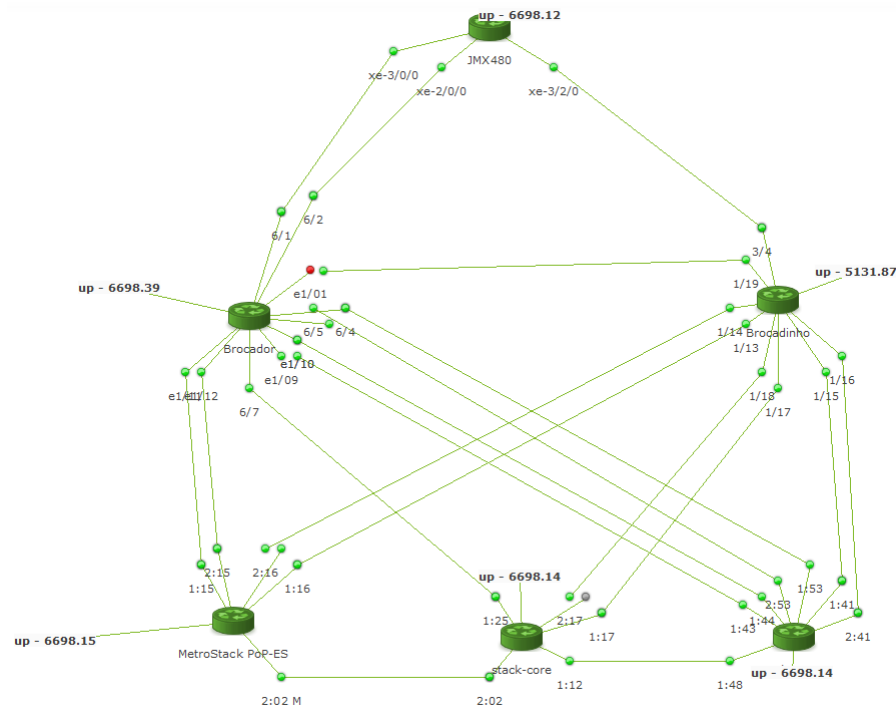 up - 6698.12
JMX480
xe-3/0/0
xe-2/0/0
xe-3/2/0
6/2
6/1
3/4
up - 5131.87
1/19
up - 6698.39
e1/01
6/5
6/4
1/14
Brocadinho
Brocador
1/13
e1/10
e1/09
1/16
e1/12
1/18
1/15
6/7
1/17
2:15
2:16
up - 6698.14
1:15
1:16
1:53
2:53
1:41
1:25
2:17
1:44
1:17
1:43
2:41
up - 6698.15
MetroStack PoP-ES
stack-core
up - 6698.14
1:12
1:48
2:02 M
2:02